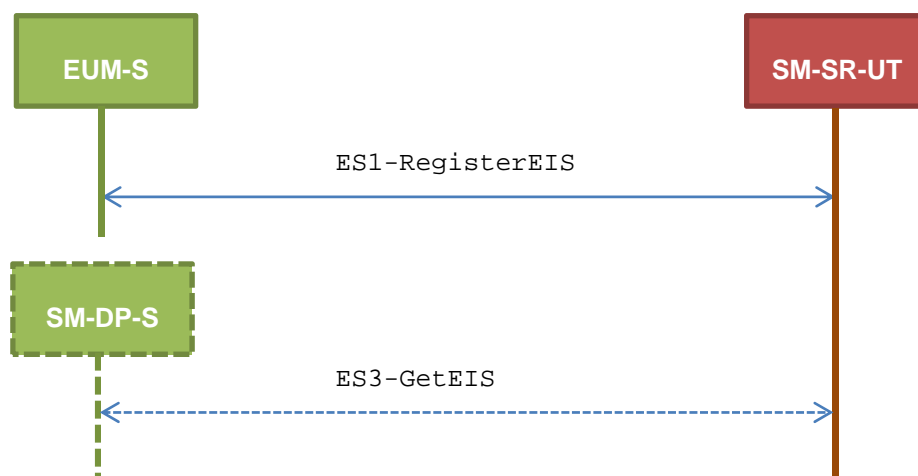 EUM-S
SM-SR-UT
ES1-RegisterEIS
SM-DP-S
ES3-GetEIS